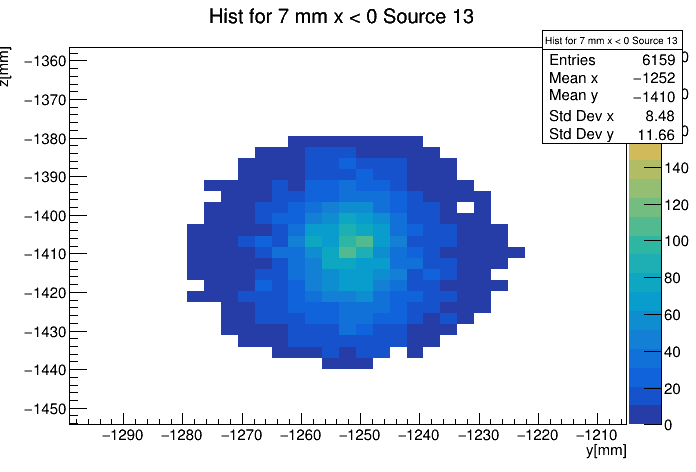 Hist for 7 mm x < 0 Source 13
z[mm]
Hist for 7 mm x < 0 Source 13
Entries 6159
Mean x −1252
Mean y −1410
Std Dev x 8.48
Std Dev y 11.66
−1360
−1370
−1380
−1390
−1400
−1410
−1420
−1430
−1440
−1450
140
120
100
80
60
40
20
0
−1290 −1280 −1270 −1260 −1250 −1240 −1230 −1220 −1210
y[mm]